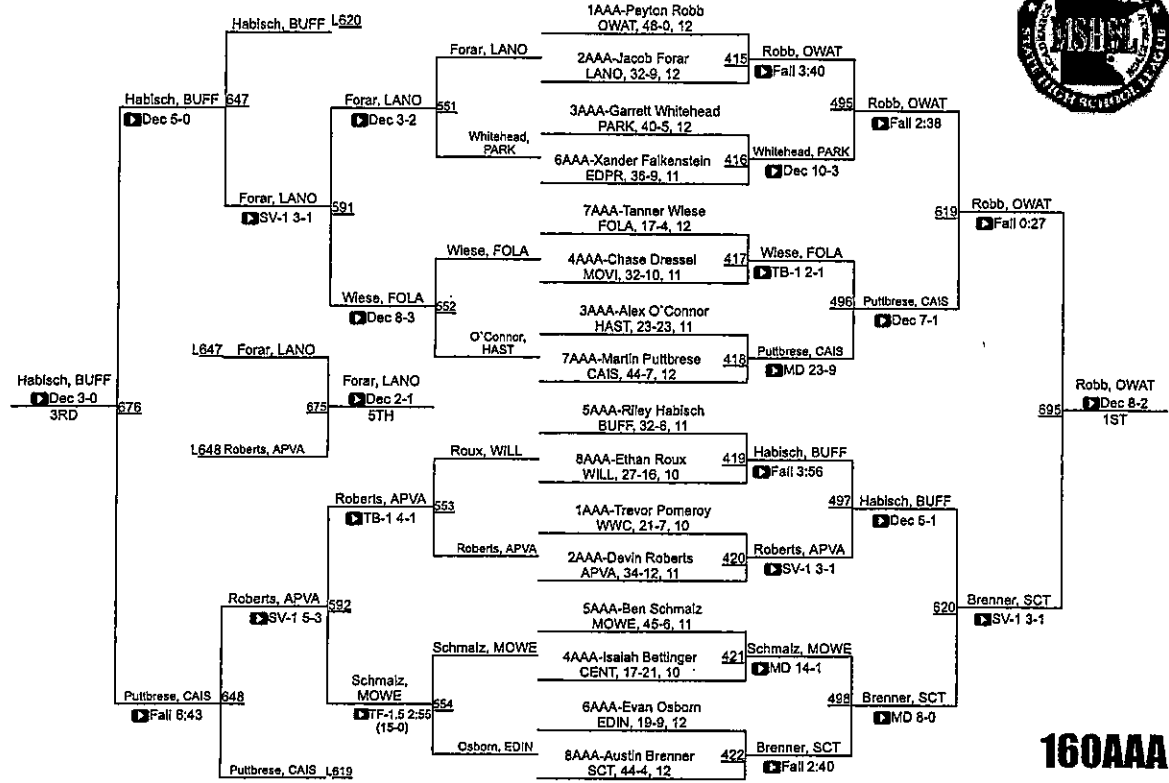 Habisch, BUFF L620
Habisch, BUFF 647
Dec 5-0
Forar, LANO
Forar, LANO 551
Dec 3-2
Whitehead,
PARK
Forar, LANO 591
SV-1 3-1
Wiese, FOLA
Wiese, FOLA 552
Dec 8-3
O'Connor,
HAST
L647 Forar, LANO
Habisch, BUFF
Dec 3-0 676
3RD
Forar, LANO
675 Dec 2-1
5TH
L648 Roberts, APVA
Roux, WILL
Roberts, APVA 553
TB-1 4-1
Roberts, APVA
Roberts, APVA 592
SV-1 5-3
Schmalz, MOWE
Schmalz,
MOWE 554
TF-1.5 2:55
(15-0)
Osborn, EDIN
Puttbrese, CAIS 648
Fall 6:43
Puttbrese, CAIS L619
1AAA-Peyton Robb
OWAT, 48-0, 12
2AAA-Jacob Forar 415
LANO, 32-9, 12
Robb, OWAT
Fall 3:40
3AAA-Garrett Whitehead
PARK, 40-5, 12
6AAA-Xander Falkenstein 416
EDPR, 36-9, 11
Whitehead, PARK
Dec 10-3
495 Robb, OWAT
Fall 2:38
7AAA-Tanner Wiese
FOLA, 17-4, 12
4AAA-Chase Dressel 417
MOVI, 32-10, 11
Wiese, FOLA
TB-1 2-1
3AAA-Alex O'Connor
HAST, 23-23, 11
7AAA-Martin Puttbrese 418
CAIS, 44-7, 12
Puttbrese, CAIS
MD 23-9
496 Puttbrese, CAIS
Dec 7-1
619 Robb, OWAT
Fall 0:27
5AAA-Riley Habisch
BUFF, 32-6, 11
8AAA-Ethan Roux 419
WILL, 27-16, 10
Habisch, BUFF
Fall 3:56
1AAA-Trevor Pomeroy
WWC, 21-7, 10
2AAA-Devin Roberts 420
APVA, 34-12, 11
Roberts, APVA
SV-1 3-1
497 Habisch, BUFF
Dec 5-1
5AAA-Ben Schmalz
MOWE, 45-6, 11
4AAA-Isaiah Bettinger 421
CENT, 17-21, 10
Schmalz, MOWE
MD 14-1
6AAA-Evan Osborn
EDIN, 19-9, 12
8AAA-Austin Brenner 422
SCT, 44-4, 12
Brenner, SCT
Fall 2:40
498 Brenner, SCT
MD 8-0
620 Brenner, SCT
SV-1 3-1
695 Robb, OWAT
Dec 8-2
1ST
MSHSL
STATE HIGH SCHOOL LEAGUE
160AAA